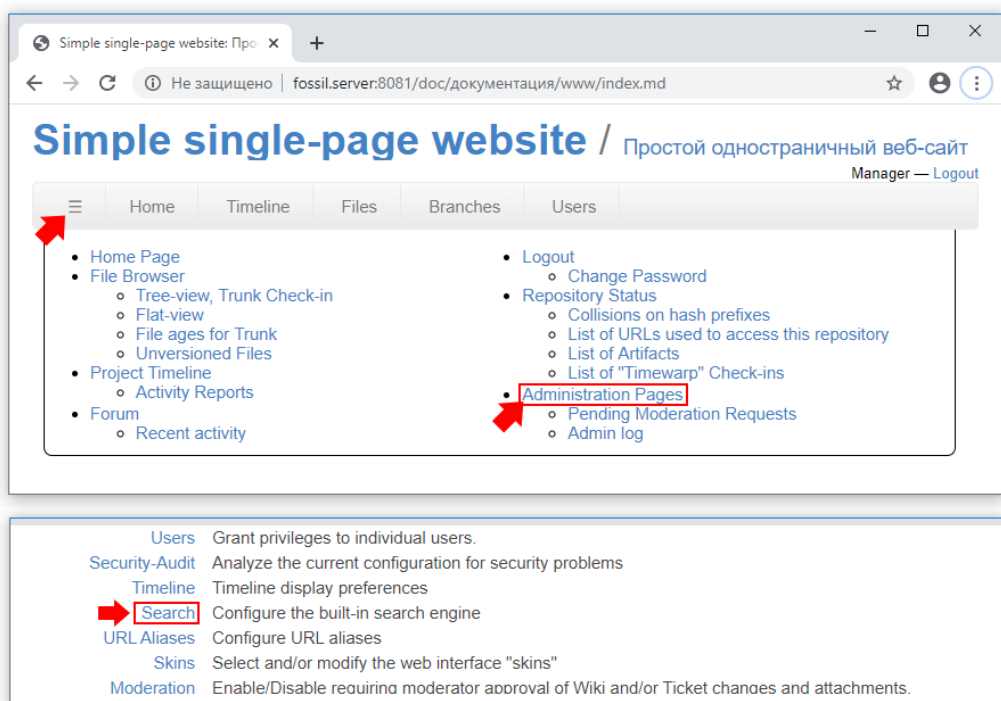 Simple single-page website: Про
Не защищено | fossil.server:8081/doc/документация/www/index.md
Simple single-page website / Простой одностраничный веб-сайт
Manager — Logout
☰ Home Timeline Files Branches Users
Home Page
File Browser
Tree-view, Trunk Check-in
Flat-view
File ages for Trunk
Unversioned Files
Project Timeline
Activity Reports
Forum
Recent activity
Logout
Change Password
Repository Status
Collisions on hash prefixes
List of URLs used to access this repository
List of Artifacts
List of "Timewarp" Check-ins
Administration Pages
Pending Moderation Requests
Admin log
Users Grant privileges to individual users.
Security-Audit Analyze the current configuration for security problems
Timeline Timeline display preferences
Search Configure the built-in search engine
URL Aliases Configure URL aliases
Skins Select and/or modify the web interface "skins"
Moderation Enable/Disable requiring moderator approval of Wiki and/or Ticket changes and attachments.